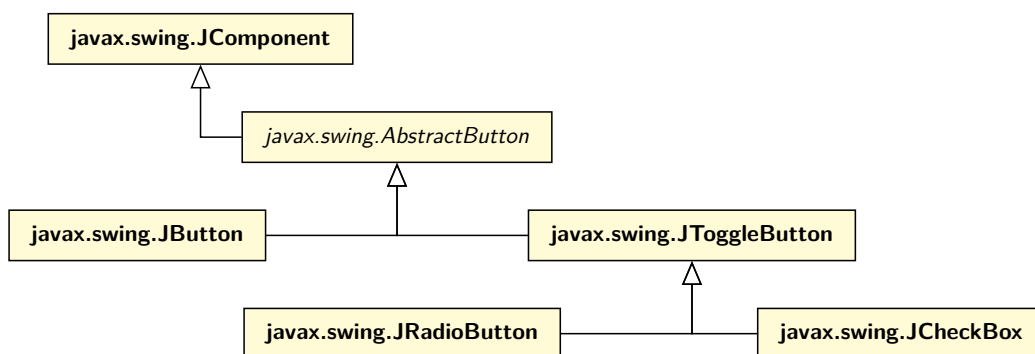 javax.swing.JComponent
javax.swing.AbstractButton
javax.swing.JButton
javax.swing.JToggleButton
javax.swing.JRadioButton
javax.swing.JCheckBox